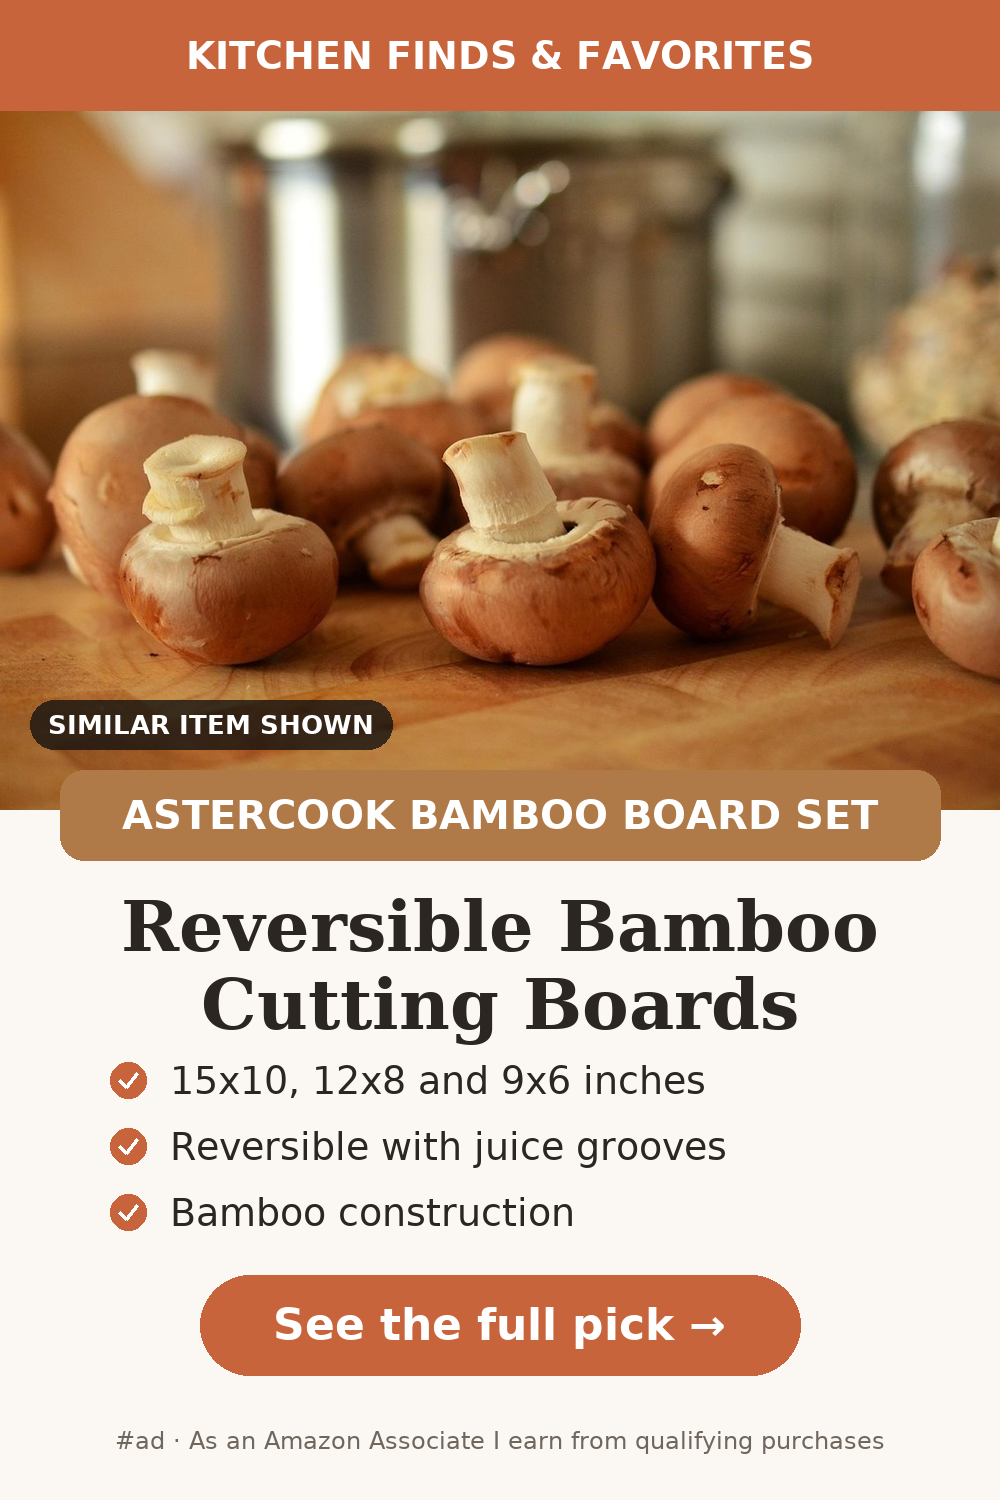 KITCHEN FINDS & FAVORITES
SIMILAR ITEM SHOWN
ASTERCOOK BAMBOO BOARD SET
Reversible Bamboo
Cutting Boards
15x10, 12x8 and 9x6 inches
Reversible with juice grooves
Bamboo construction
See the full pick →
#ad · As an Amazon Associate I earn from qualifying purchases